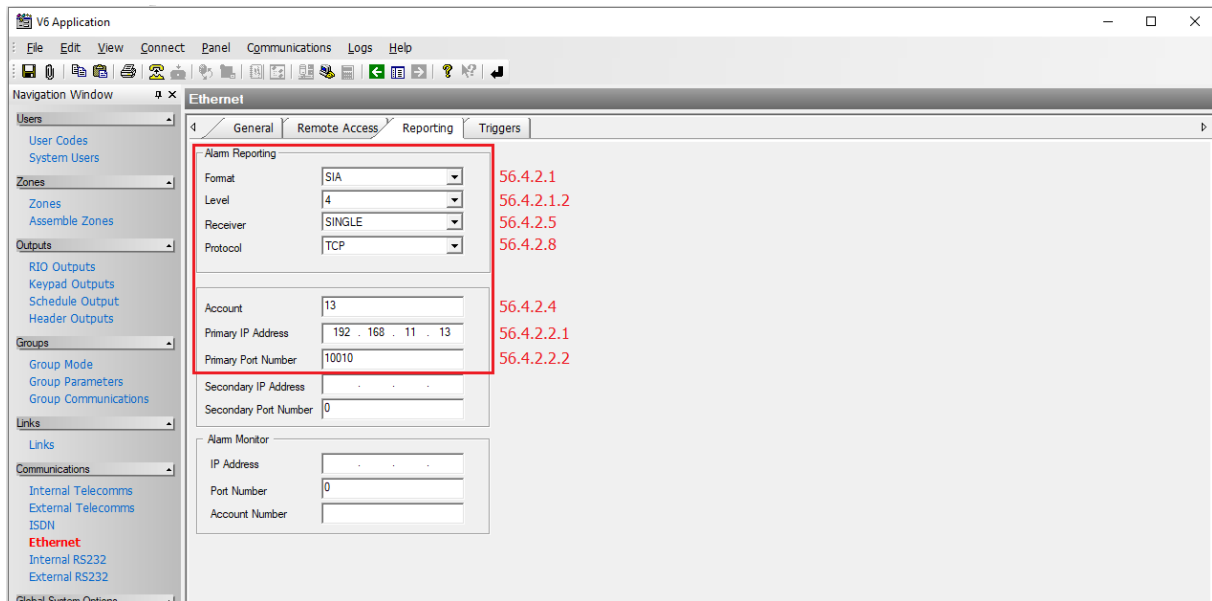 V6 Application
File Edit View Connect Panel Communications Logs Help
Navigation Window
Users
User Codes
System Users
Zones
Zones
Assemble Zones
Outputs
RIO Outputs
Keypad Outputs
Schedule Output
Header Outputs
Groups
Group Mode
Group Parameters
Group Communications
Links
Links
Communications
Internal Telecomms
External Telecomms
ISDN
Ethernet
Internal RS232
External RS232
Global System Options
Ethernet
General Remote Access Reporting Triggers
Alarm Reporting
Format SIA 56.4.2.1
Level 4 56.4.2.1.2
Receiver SINGLE 56.4.2.5
Protocol TCP 56.4.2.8
Account 13 56.4.2.4
Primary IP Address 192 . 168 . 11 . 13 56.4.2.2.1
Primary Port Number 10010 56.4.2.2.2
Secondary IP Address . . .
Secondary Port Number 0
Alarm Monitor
IP Address . . .
Port Number 0
Account Number